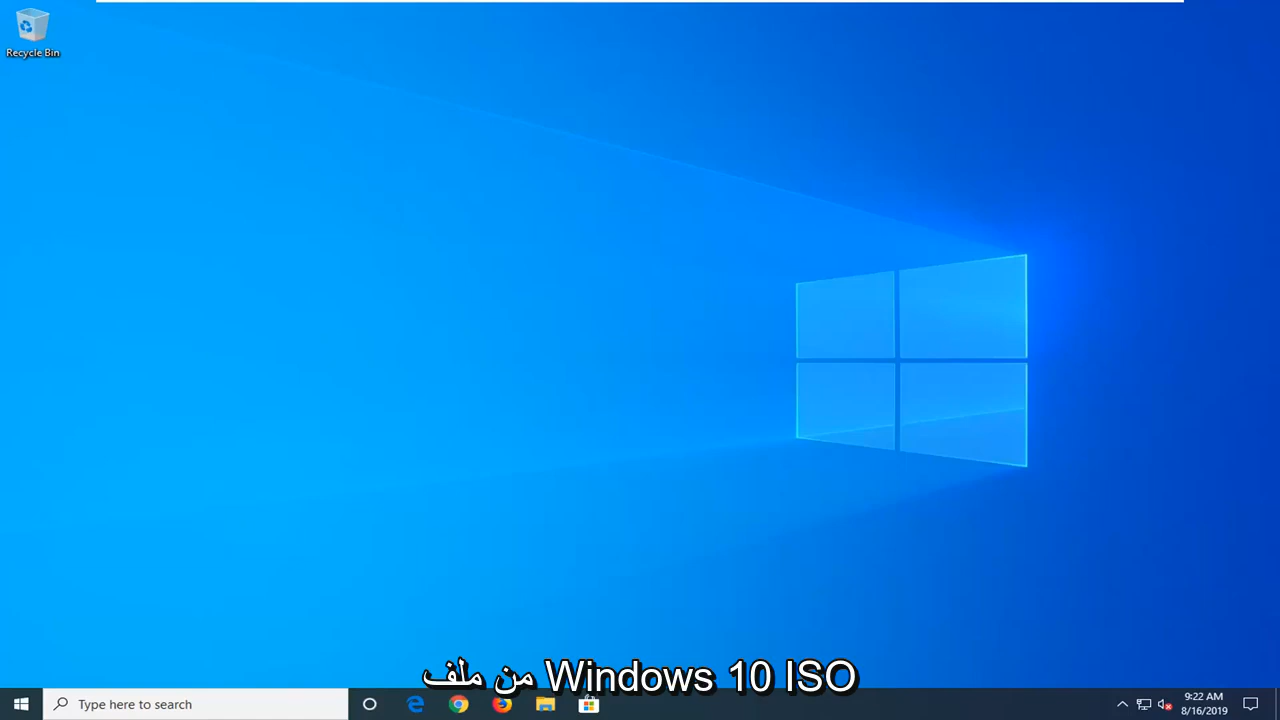 Recycle Bin
من ملف Windows 10 ISO
Type here to search
9:22 AM
8/16/2019